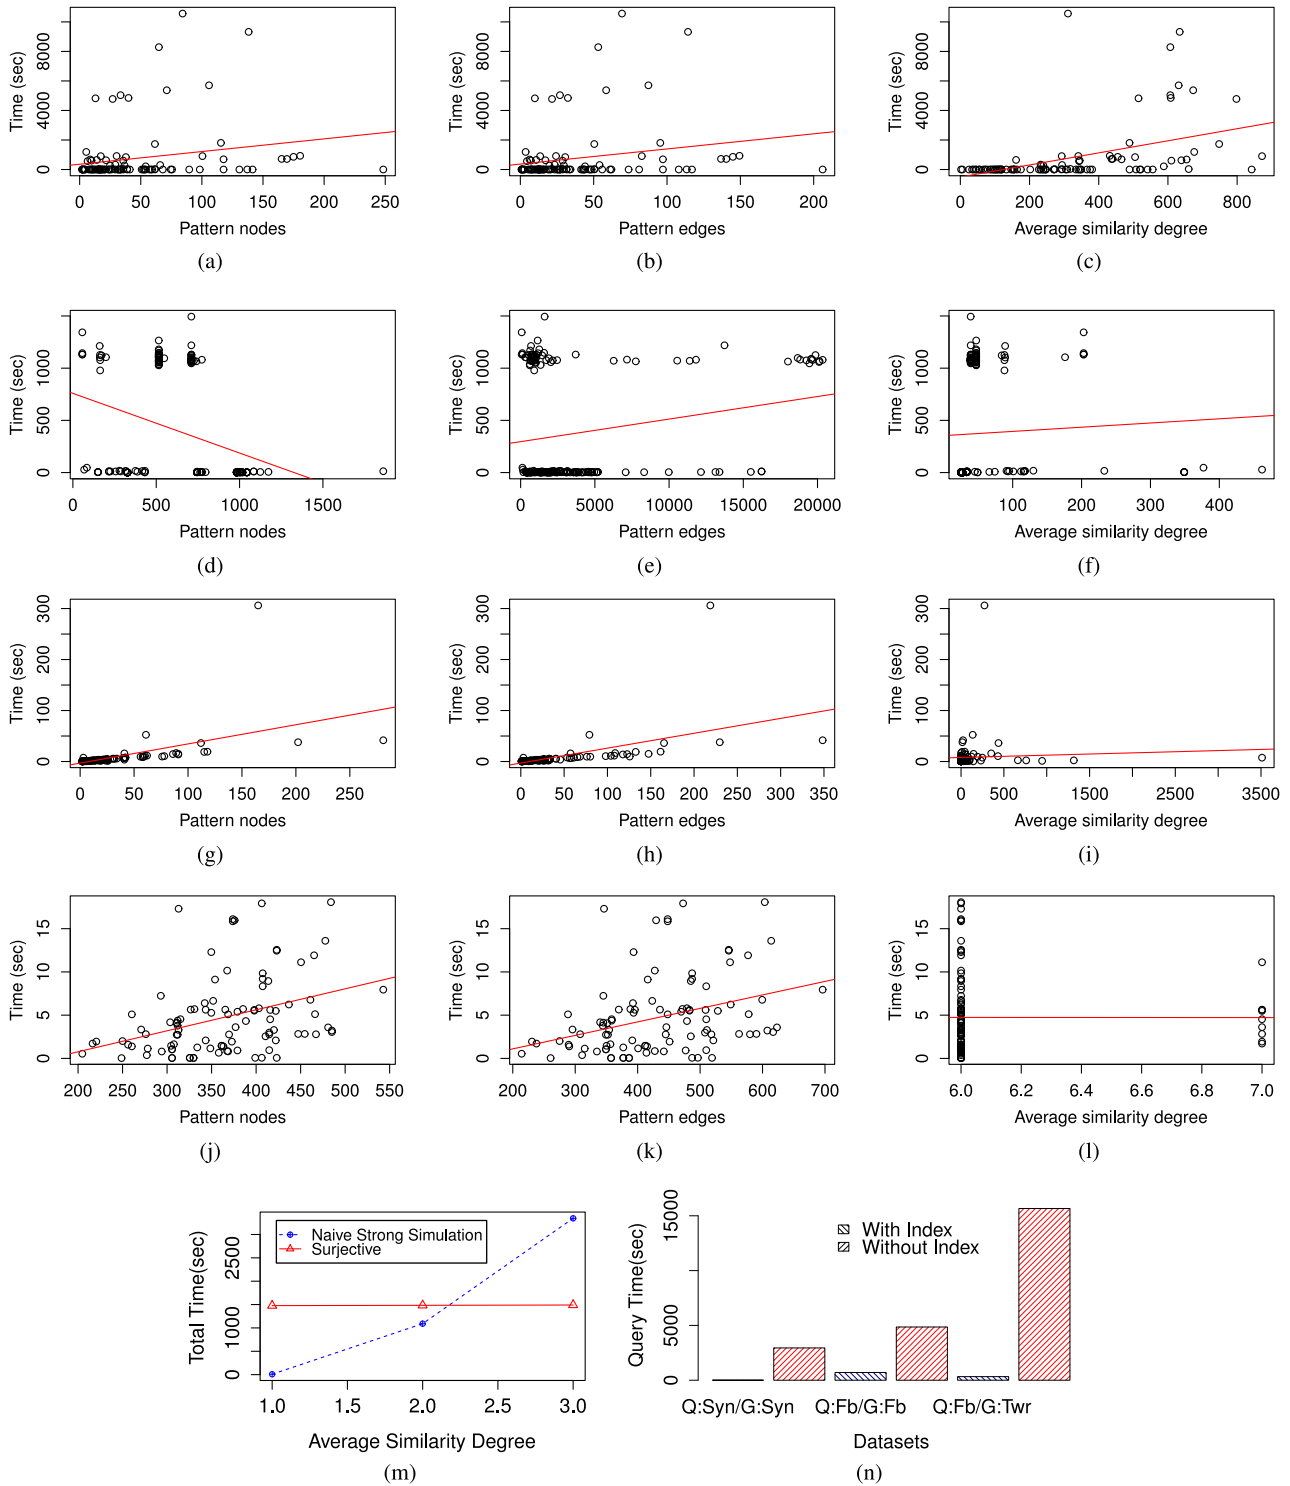 Time (sec)
0 4000 8000
0 50 100 150 200 250
Pattern nodes
(a)
Time (sec)
0 4000 8000
0 50 100 150 200
Pattern edges
(b)
Time (sec)
0 4000 8000
0 200 400 600 800
Average similarity degree
(c)
Time (sec)
0 500 1000
500 1000 1500
Pattern nodes
(d)
Time (sec)
0 500 1000
0 5000 10000 20000
Pattern edges
(e)
Time (sec)
0 500 1000
100 200 300 400
Average similarity degree
(f)
Time (sec)
0 100 200 300
0 50 100 150 200 250
Pattern nodes
(g)
Time (sec)
0 100 200 300
0 50 100 150 200 250 300 350
Pattern edges
(h)
Time (sec)
0 100 200 300
0 500 1500 2500 3500
Average similarity degree
(i)
Time (sec)
0 5 10 15
200 250 300 350 400 450 500 550
Pattern nodes
(j)
Time (sec)
0 5 10 15
200 300 400 500 600 700
Pattern edges
(k)
Time (sec)
0 5 10 15
6.0 6.2 6.4 6.6 6.8 7.0
Average similarity degree
(l)
Total Time(sec)
0 1000 2500
Naive Strong Simulation
Surjective
1.0 1.5 2.0 2.5 3.0
Average Similarity Degree
(m)
Query Time(sec)
0 5000 15000
With Index
Without Index
Q:Syn/G:Syn Q:Fb/G:Fb Q:Fb/G:Twr
Datasets
(n)